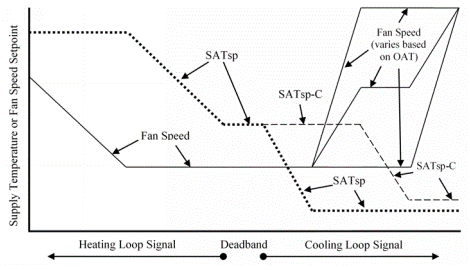 Supply Temperature or Fan Speed Setpoint
Fan Speed
(varies based
on OAT)
SATsp
SATsp-C
Fan Speed
SATsp-C
SATsp
Heating Loop Signal
Deadband
Cooling Loop Signal